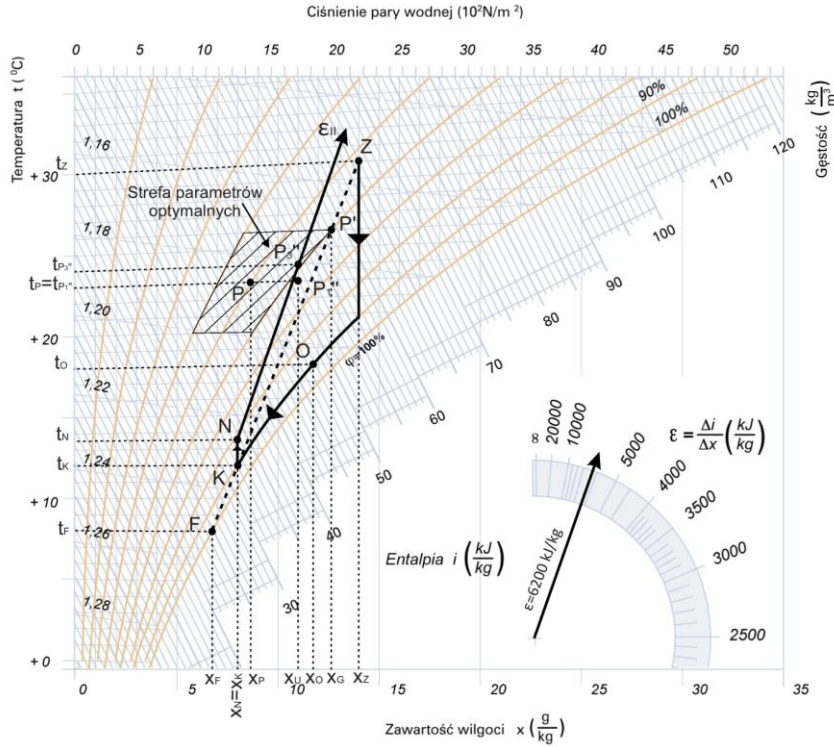 Ciśnienie pary wodnej (10²N/m²)
0 5 10 15 20 25 30 35 40 45 50
Temperatura t (⁰C)
Gęstość (kg/m³)
90%
100%
120
110
100
90
80
70
60
50
40
30
1,16
1,18
1,20
1,22
1,24
1,26
1,28
tZ
+ 30
tP₃"
tP=tP₁"
+ 20
tO
tN
tK
+ 10
tF
+ 0
εII
Z
Strefa parametrów
optymalnych
P'
P₃"
P
P₁"
O
φ=100%
N
K
F
∞ 20000 10000 5000 4000 3500 3000 2500
ε = Δi/Δx (kJ/kg)
ε=6200 kJ/kg
Entalpia i (kJ/kg)
xF xN=xK xP xU xO xG xZ
0 5 10 15 20 25 30 35
Zawartość wilgoci x (g/kg)